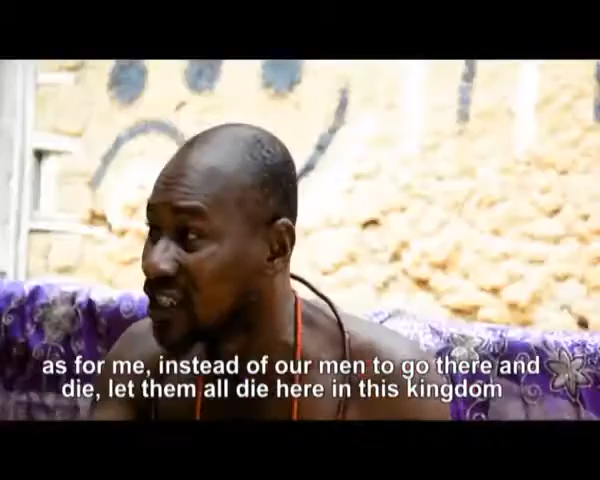 as for me, instead of our men to go there and
die, let them all die here in this kingdom